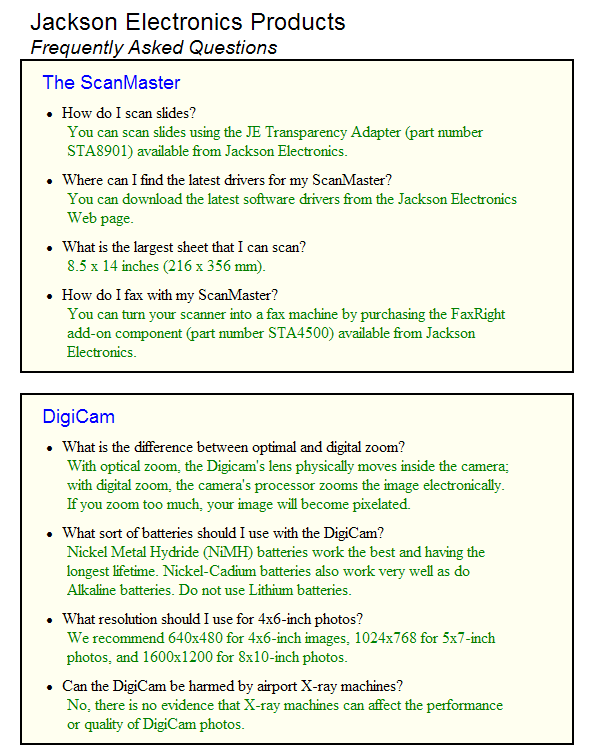 Jackson Electronics Products
Frequently Asked Questions
The ScanMaster
• How do I scan slides?
You can scan slides using the JE Transparency Adapter (part number
STA8901) available from Jackson Electronics.
• Where can I find the latest drivers for my ScanMaster?
You can download the latest software drivers from the Jackson Electronics
Web page.
• What is the largest sheet that I can scan?
8.5 x 14 inches (216 x 356 mm).
• How do I fax with my ScanMaster?
You can turn your scanner into a fax machine by purchasing the FaxRight
add-on component (part number STA4500) available from Jackson
Electronics.
DigiCam
• What is the difference between optimal and digital zoom?
With optical zoom, the Digicam's lens physically moves inside the camera;
with digital zoom, the camera's processor zooms the image electronically.
If you zoom too much, your image will become pixelated.
• What sort of batteries should I use with the DigiCam?
Nickel Metal Hydride (NiMH) batteries work the best and having the
longest lifetime. Nickel-Cadium batteries also work very well as do
Alkaline batteries. Do not use Lithium batteries.
• What resolution should I use for 4x6-inch photos?
We recommend 640x480 for 4x6-inch images, 1024x768 for 5x7-inch
photos, and 1600x1200 for 8x10-inch photos.
• Can the DigiCam be harmed by airport X-ray machines?
No, there is no evidence that X-ray machines can affect the performance
or quality of DigiCam photos.